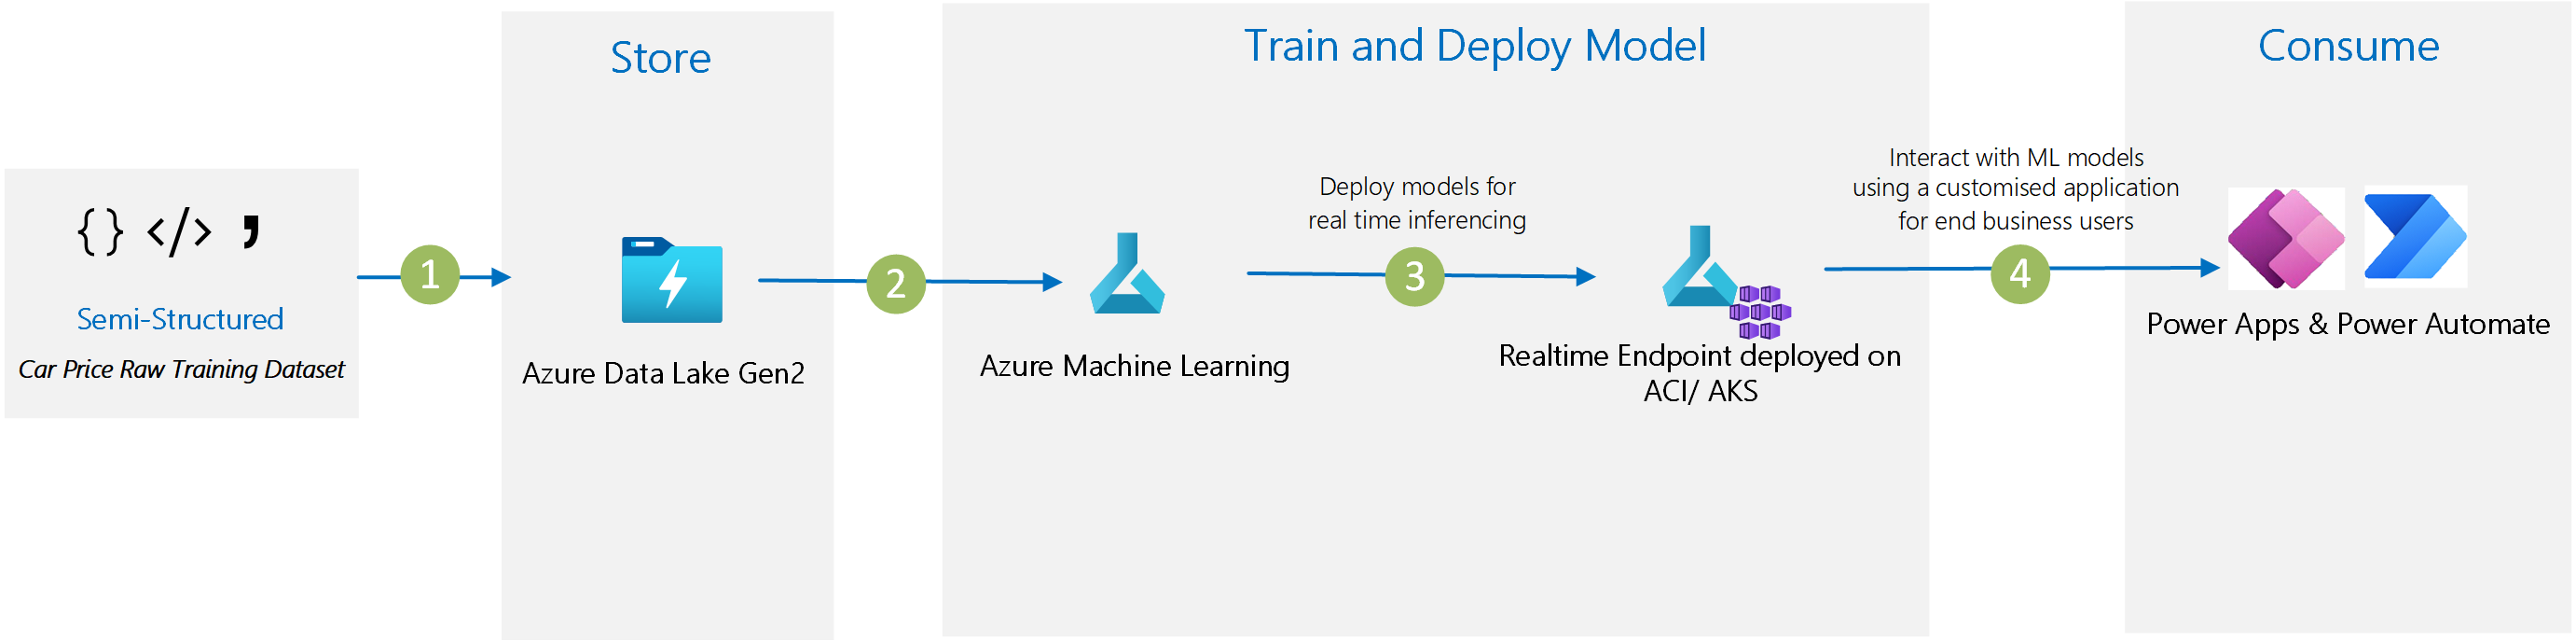 Store
Train and Deploy Model
Consume
{ } </> ,
Semi-Structured
Car Price Raw Training Dataset
1
Azure Data Lake Gen2
2
Azure Machine Learning
Deploy models for
real time inferencing
3
Realtime Endpoint deployed on
ACI/ AKS
Interact with ML models
using a customised application
for end business users
4
Power Apps & Power Automate